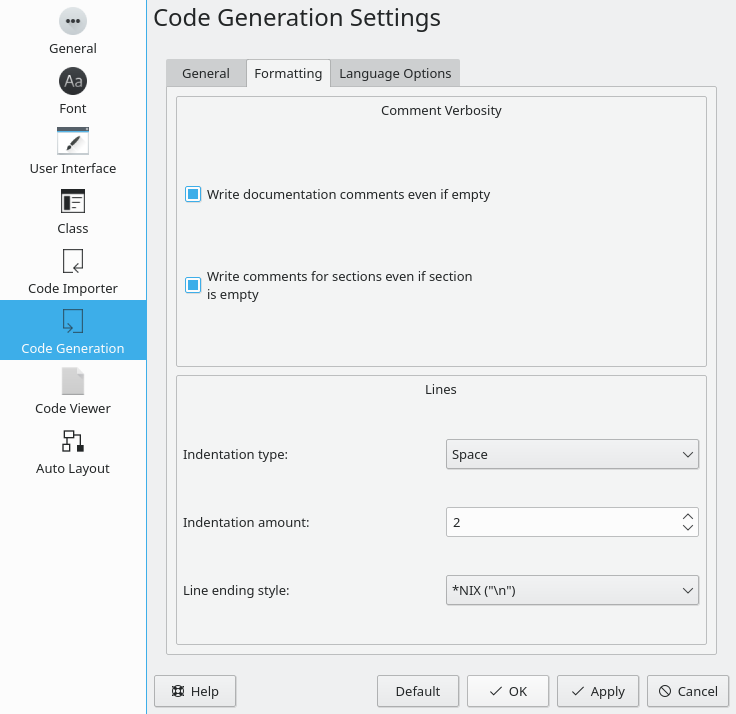 General
Aa
Font
User Interface
Class
Code Importer
Code Generation
Code Viewer
Auto Layout
Code Generation Settings
General Formatting Language Options
Comment Verbosity
Write documentation comments even if empty
Write comments for sections even if section
is empty
Lines
Indentation type: Space
Indentation amount: 2
Line ending style: *NIX ("\n")
Help Default OK Apply Cancel